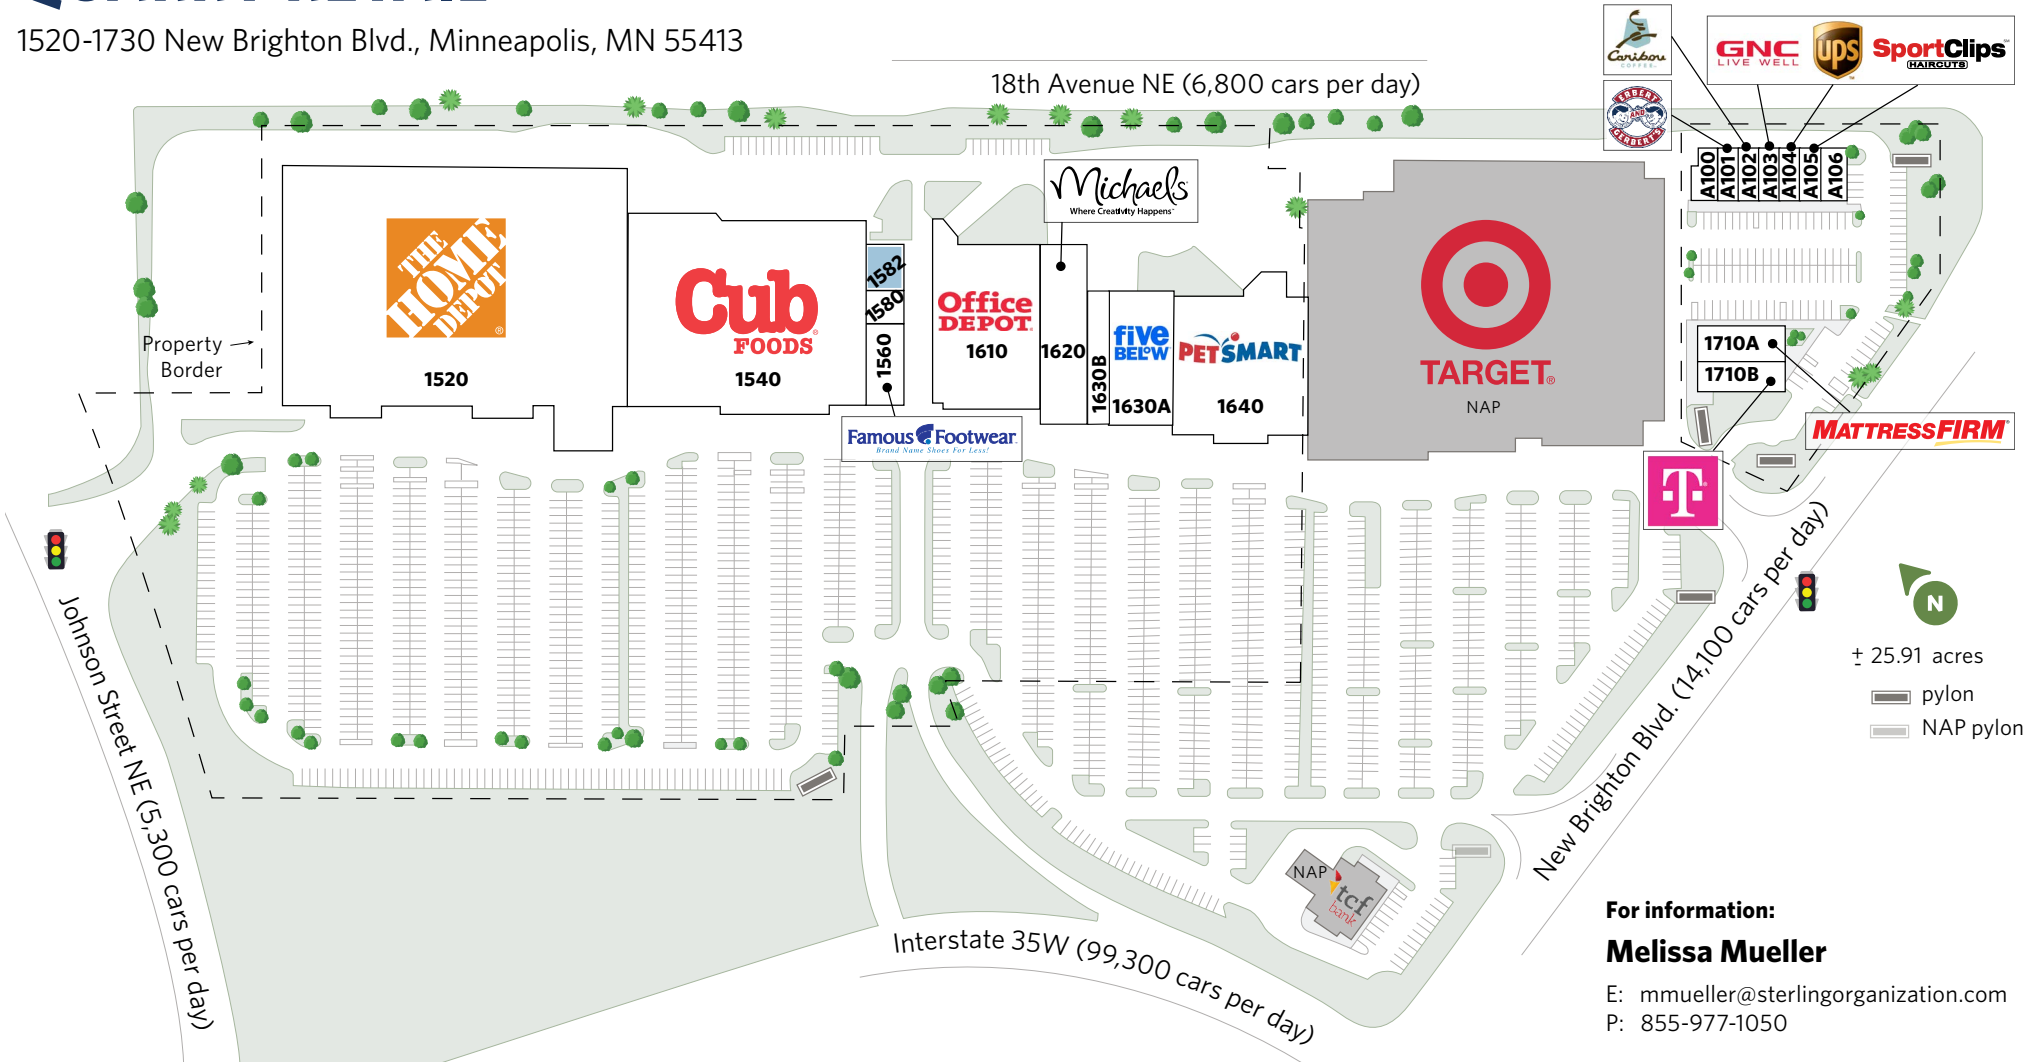 1520-1730 New Brighton Blvd., Minneapolis, MN 55413
18th Avenue NE (6,800 cars per day)
Caribou
COFFEE
GNC
LIVE WELL
ups
SportClips
HAIRCUTS
ERBERT
AND
GERBERT'S
A100
A101
A102
A103
A104
A105
A106
Michaels
Where Creativity Happens
THE
HOME
DEPOT
1520
Cub
FOODS
1540
1582
1580
1560
Office
DEPOT
1610
1620
1630B
five
BELOW
1630A
PETSMART
1640
TARGET
NAP
1710A
1710B
Property
Border
Famous Footwear
Brand Name Shoes For Less!
MATTRESSFIRM
T
Johnson Street NE (5,300 cars per day)
New Brighton Blvd. (14,100 cars per day)
N
± 25.91 acres
pylon
NAP pylon
NAP
tcf
bank
Interstate 35W (99,300 cars per day)
For information:
Melissa Mueller
E: mmueller@sterlingorganization.com
P: 855-977-1050